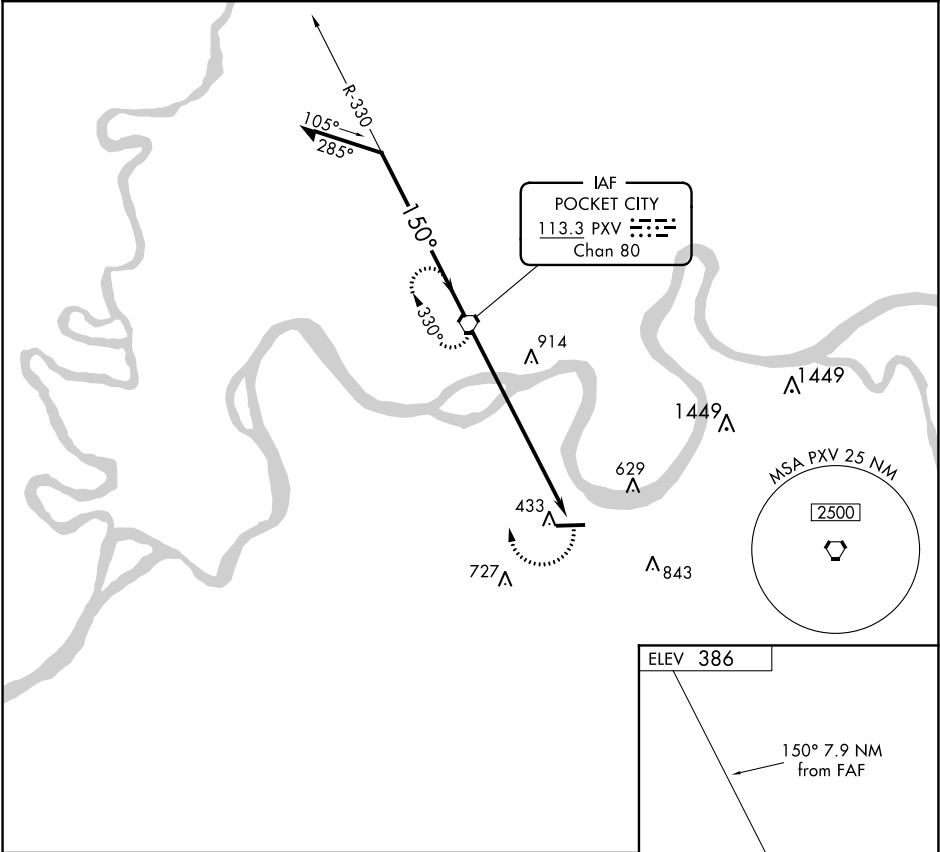 R-330
105°
285°
150°
IAF
POCKET CITY
113.3 PXV
Chan 80
330°
914
1449
1449
629
433
727
843
MSA PXV 25 NM
2500
ELEV 386
150° 7.9 NM
from FAF